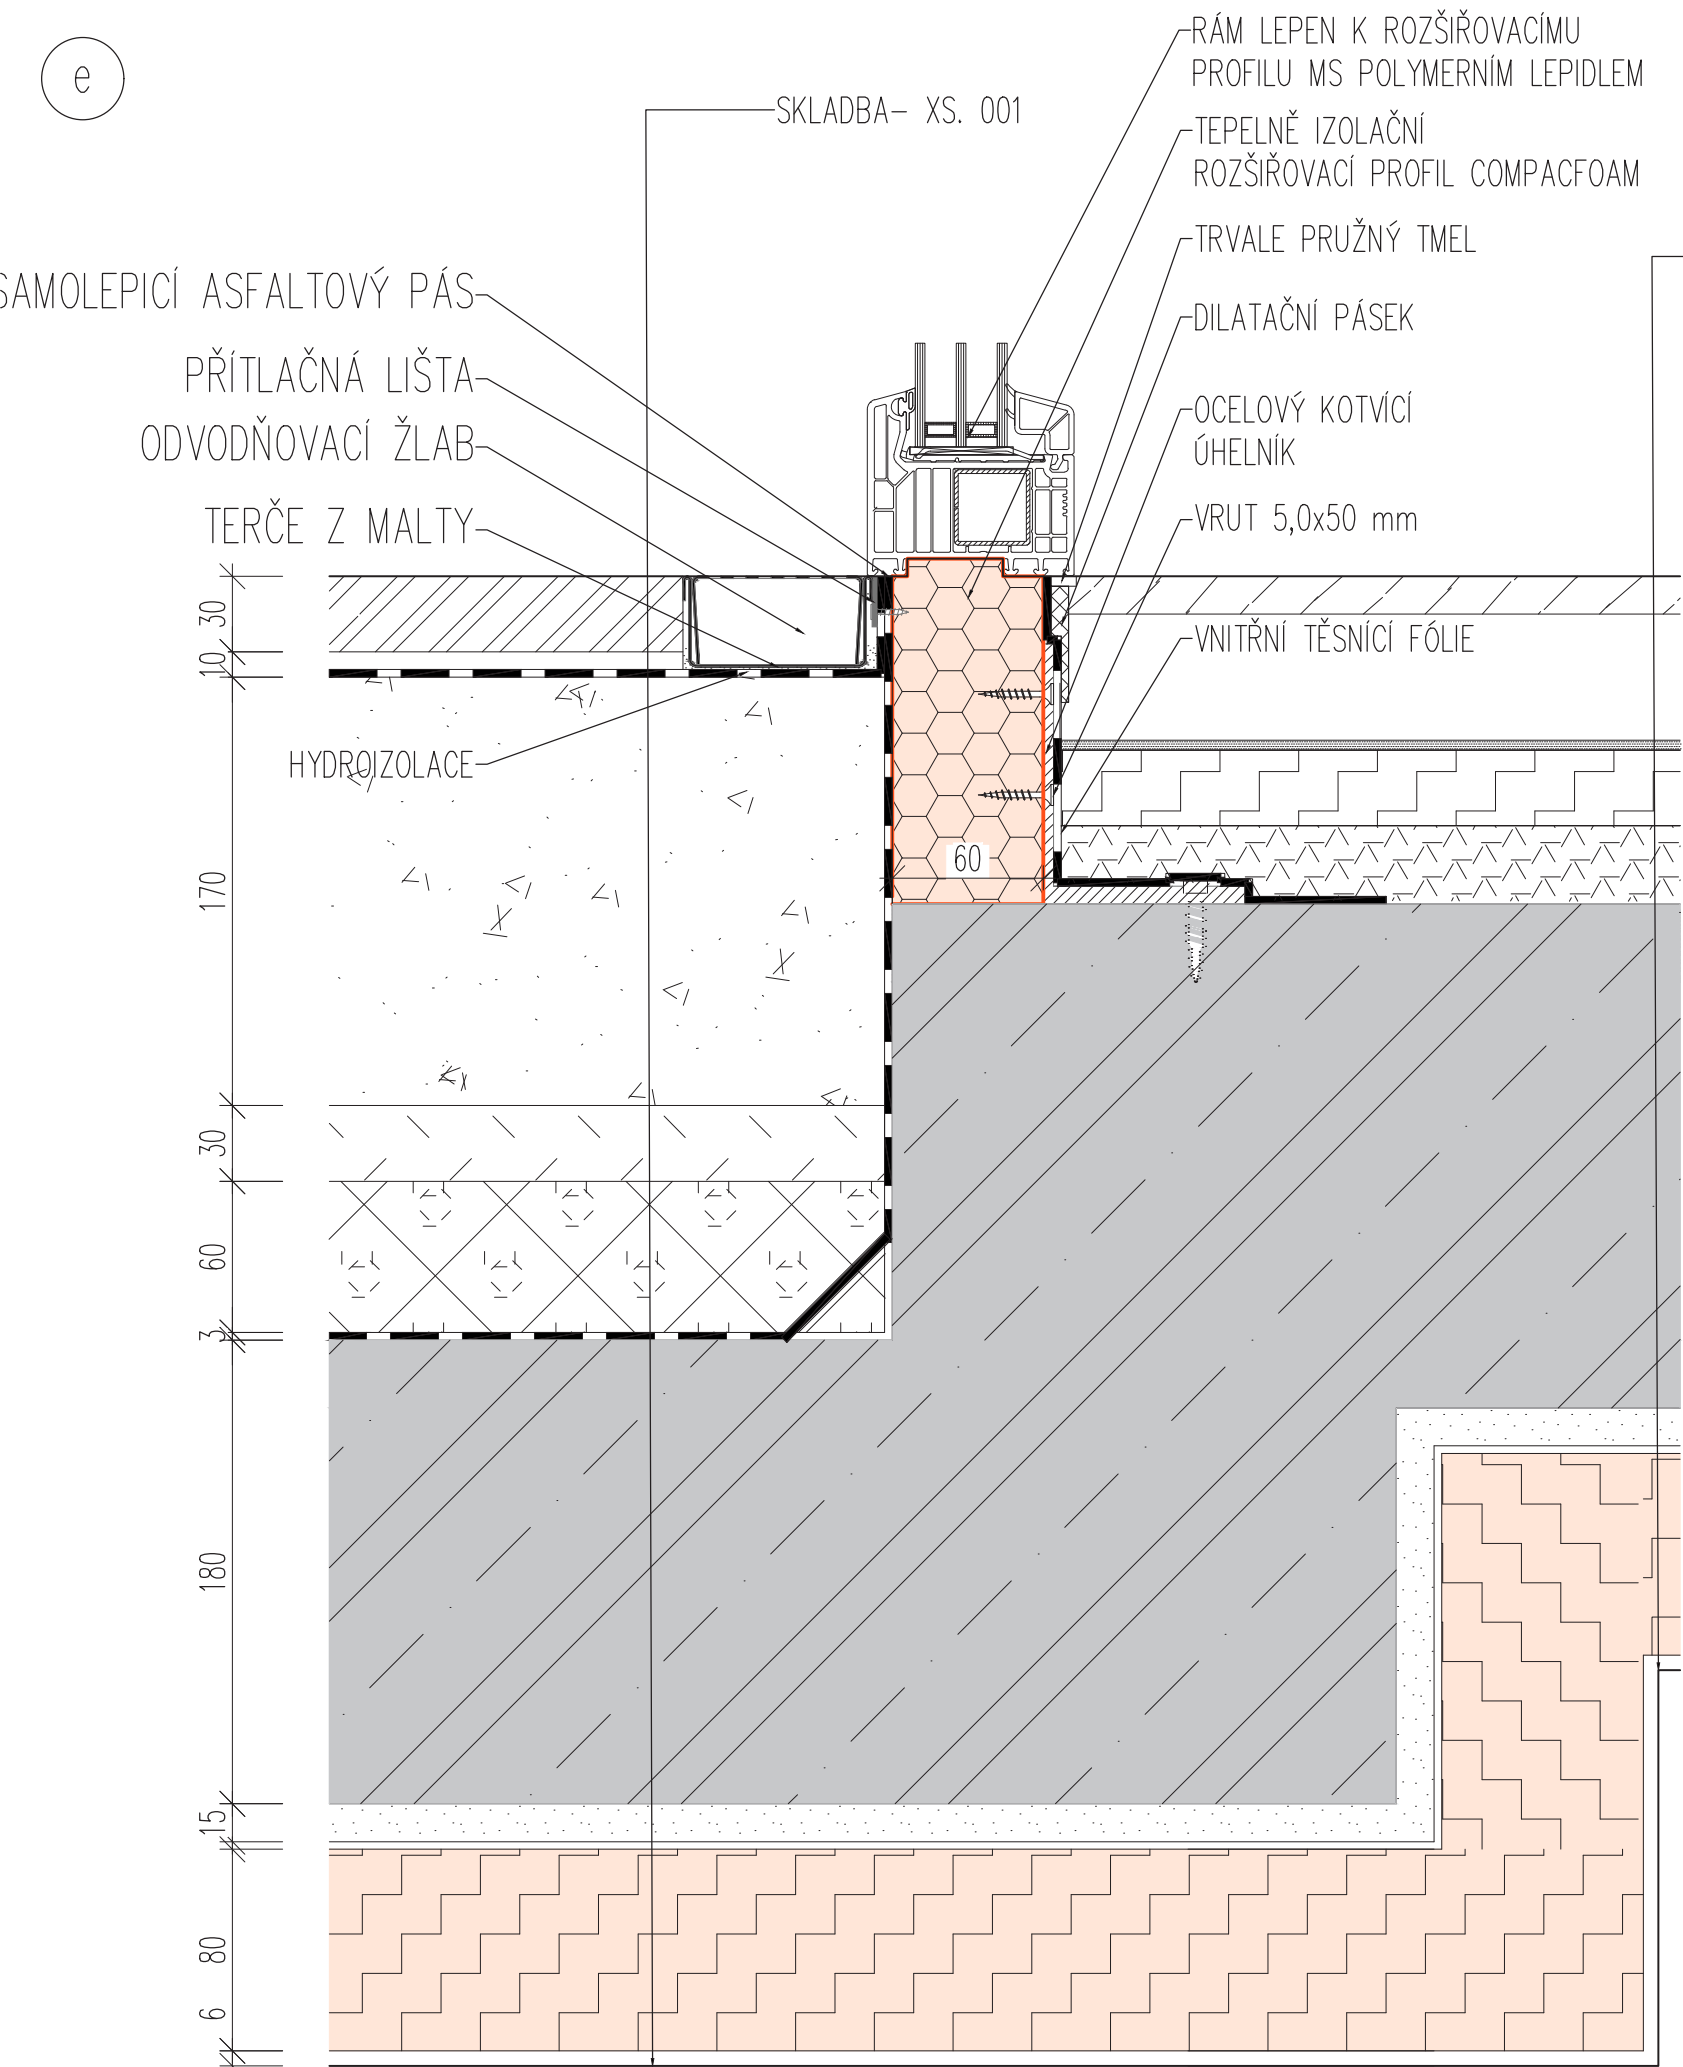 e
RÁM LEPEN K ROZŠIŘOVACÍMU
PROFILU MS POLYMERNÍM LEPIDLEM
SKLADBA– XS. 001
TEPELNĚ IZOLAČNÍ
ROZŠIŘOVACÍ PROFIL COMPACFOAM
TRVALE PRUŽNÝ TMEL
SAMOLEPICÍ ASFALTOVÝ PÁS
DILATAČNÍ PÁSEK
PŘÍTLAČNÁ LIŠTA
OCELOVÝ KOTVÍCÍ
ÚHELNÍK
ODVODŇOVACÍ ŽLAB
TERČE Z MALTY
VRUT 5,0x50 mm
VNITŘNÍ TĚSNÍCÍ FÓLIE
HYDROIZOLACE
30
10
170
60
30
60
3
180
15
80
6